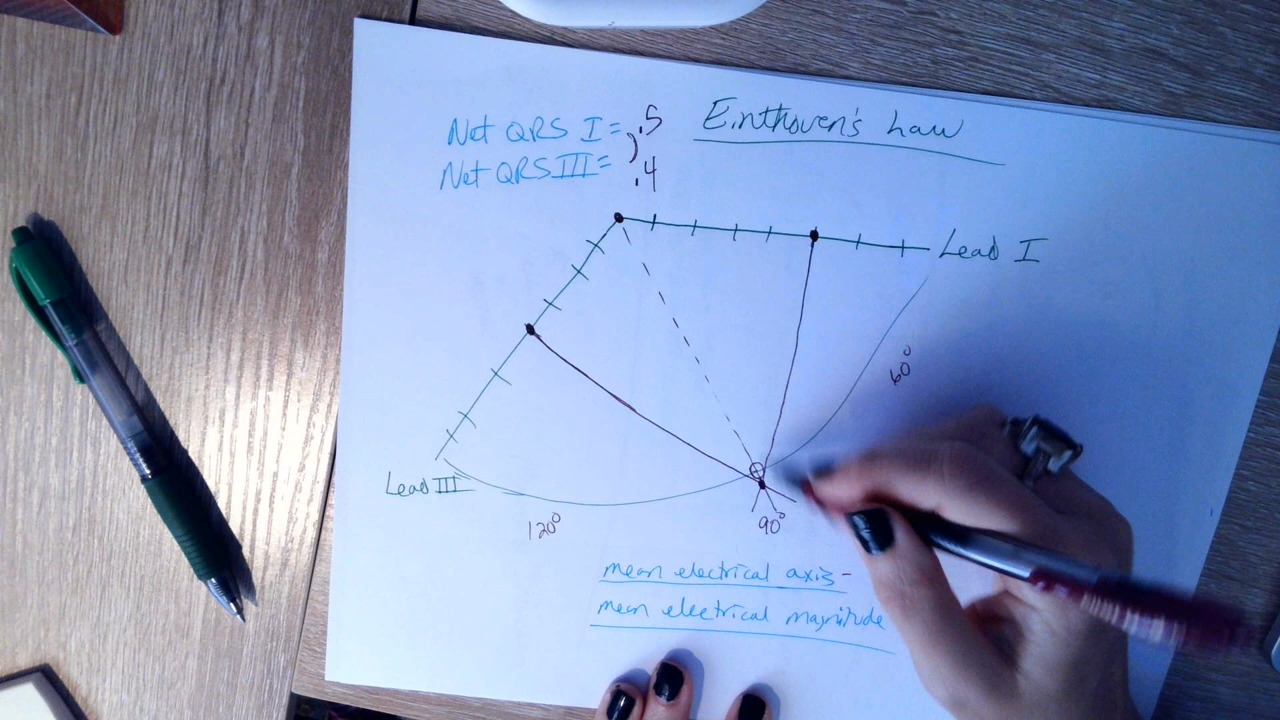 Einthoven's Law
Net QRS I = .5
Net QRS III = .4
Lead I
60°
Lead III
120°
90°
mean electrical axis-
mean electrical magnitude